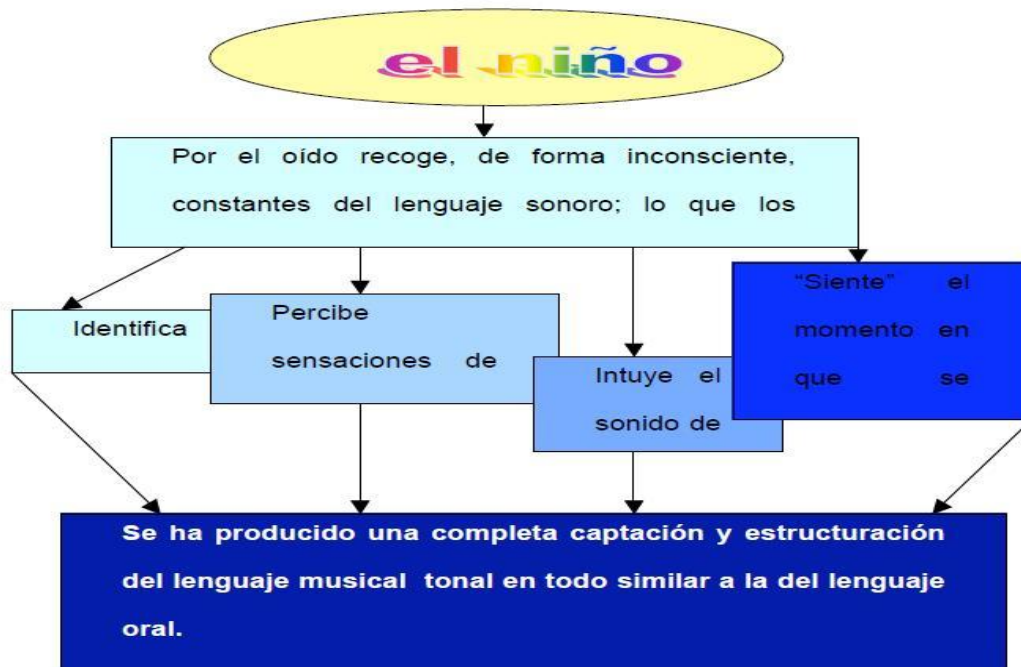 el niño
Por el oído recoge, de forma inconsciente,
constantes del lenguaje sonoro; lo que los
Identifica
Percibe
sensaciones de
Intuye el
sonido de
“Siente” el
momento en
que se
Se ha producido una completa captación y estructuración
del lenguaje musical tonal en todo similar a la del lenguaje
oral.